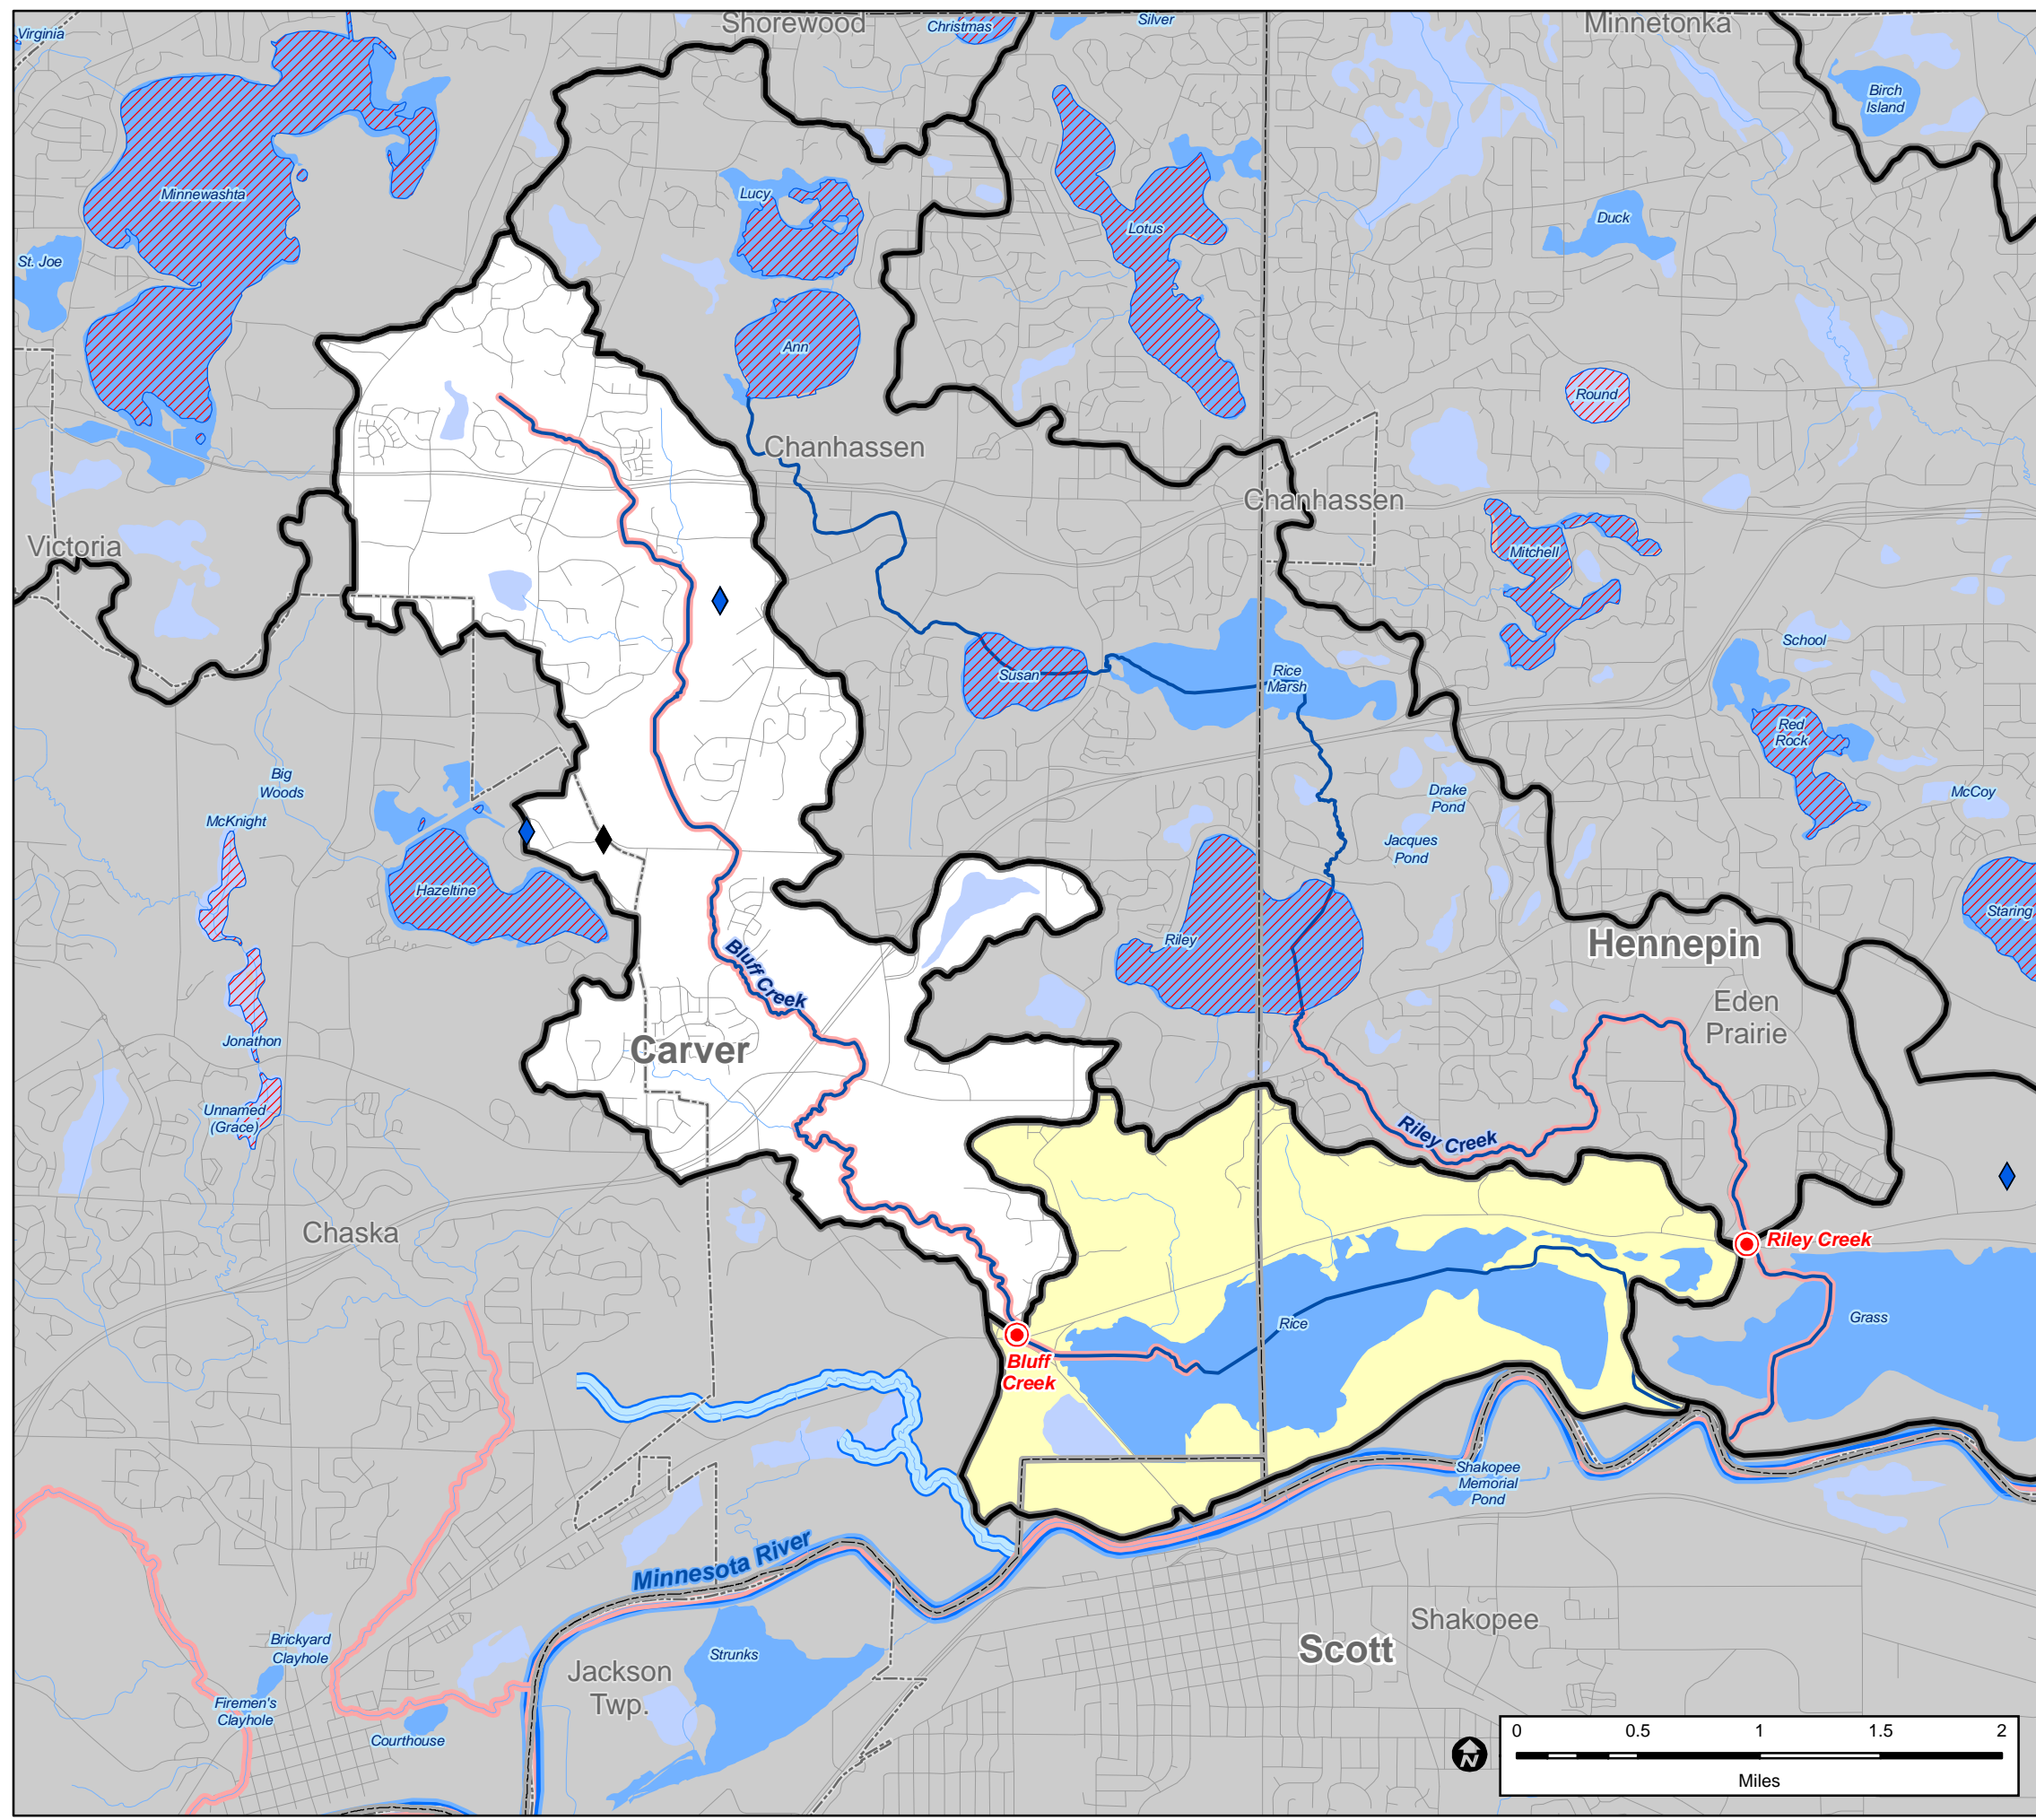 Shorewood
Christmas
Silver
Minnetonka
Virginia
Birch
Island
Minnewashta
Lucy
Lotus
Duck
St. Joe
Ann
Round
Chanhassen
Chanhassen
Victoria
Mitchell
School
Susan
Rice
Marsh
Red
Rock
Big
Woods
Drake
Pond
McCoy
McKnight
Jacques
Pond
Hazeltine
Staring
Riley
Hennepin
Bluff Creek
Eden
Prairie
Jonathon
Carver
Unnamed
(Grace)
Riley Creek
Chaska
Riley Creek
Rice
Grass
Bluff
Creek
Shakopee
Memorial
Pond
Minnesota River
Shakopee
Scott
Brickyard
Clayhole
Strunks
Jackson
Twp.
Firemen's
Clayhole
Courthouse
N
0 0.5 1 1.5 2
Miles